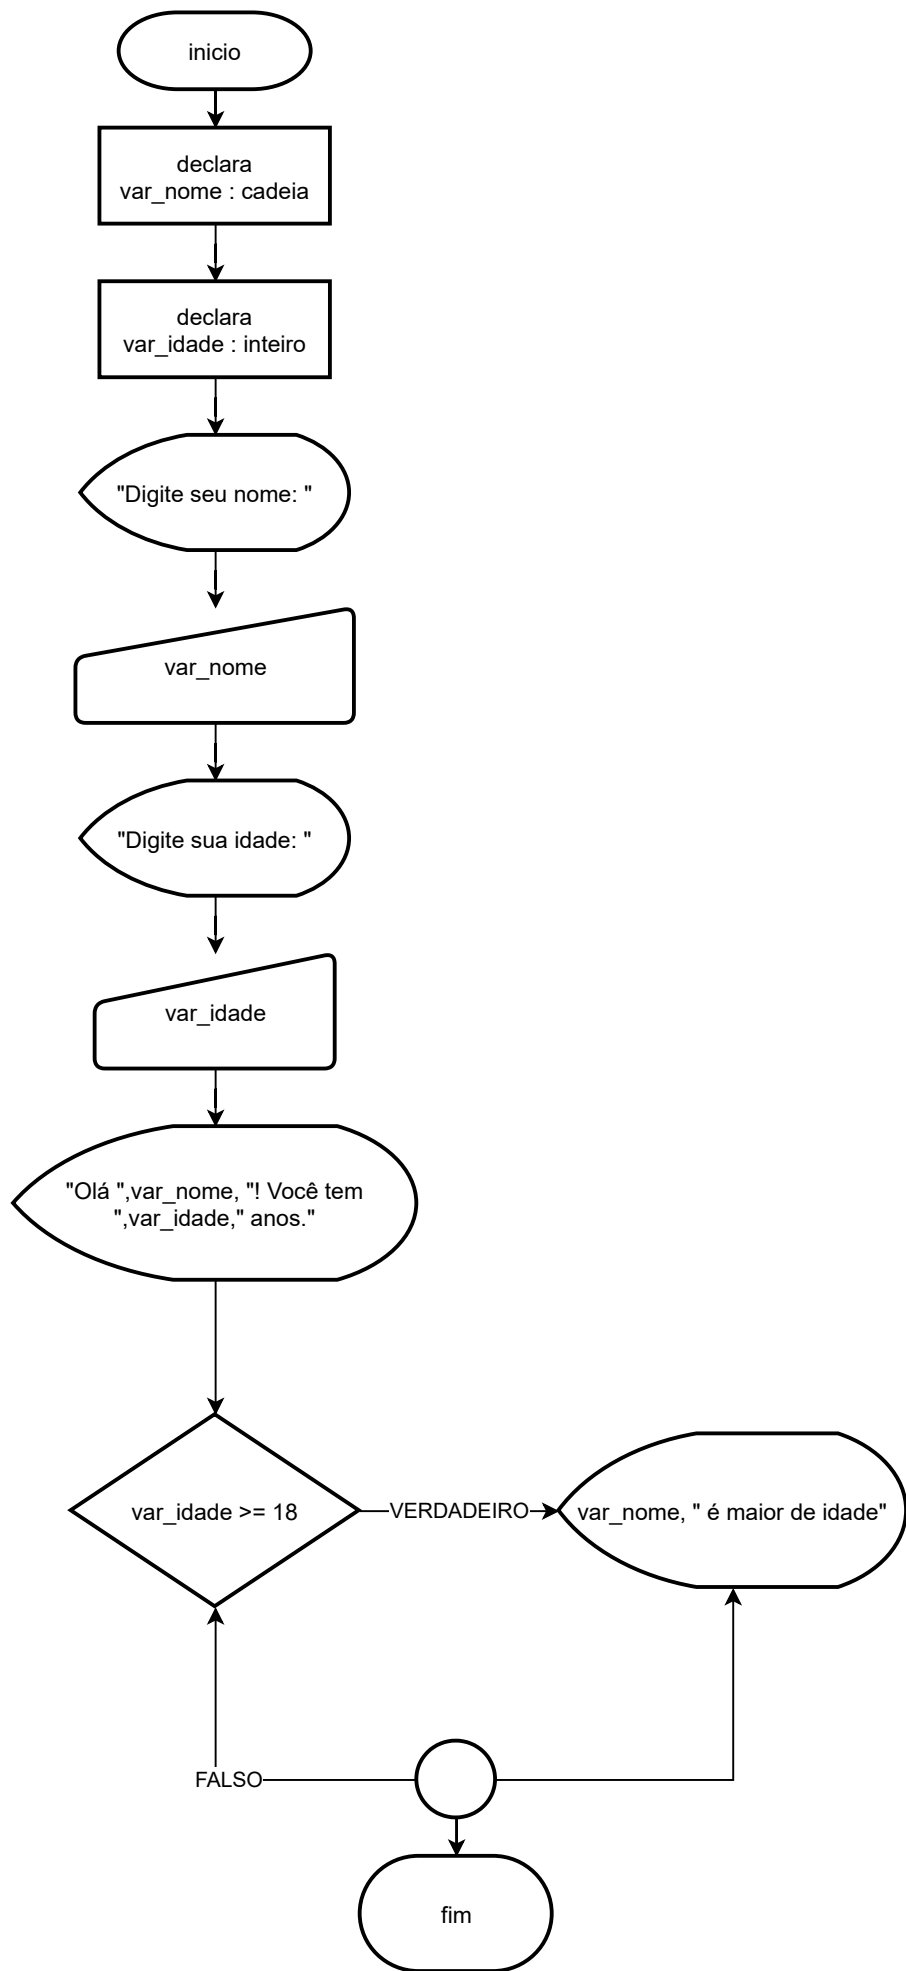 inicio
declara
var_nome : cadeia
declara
var_idade : inteiro
"Digite seu nome: "
var_nome
"Digite sua idade: "
var_idade
"Olá ",var_nome, "! Você tem
",var_idade," anos."
var_idade >= 18
VERDADEIRO
var_nome, " é maior de idade"
FALSO
fim